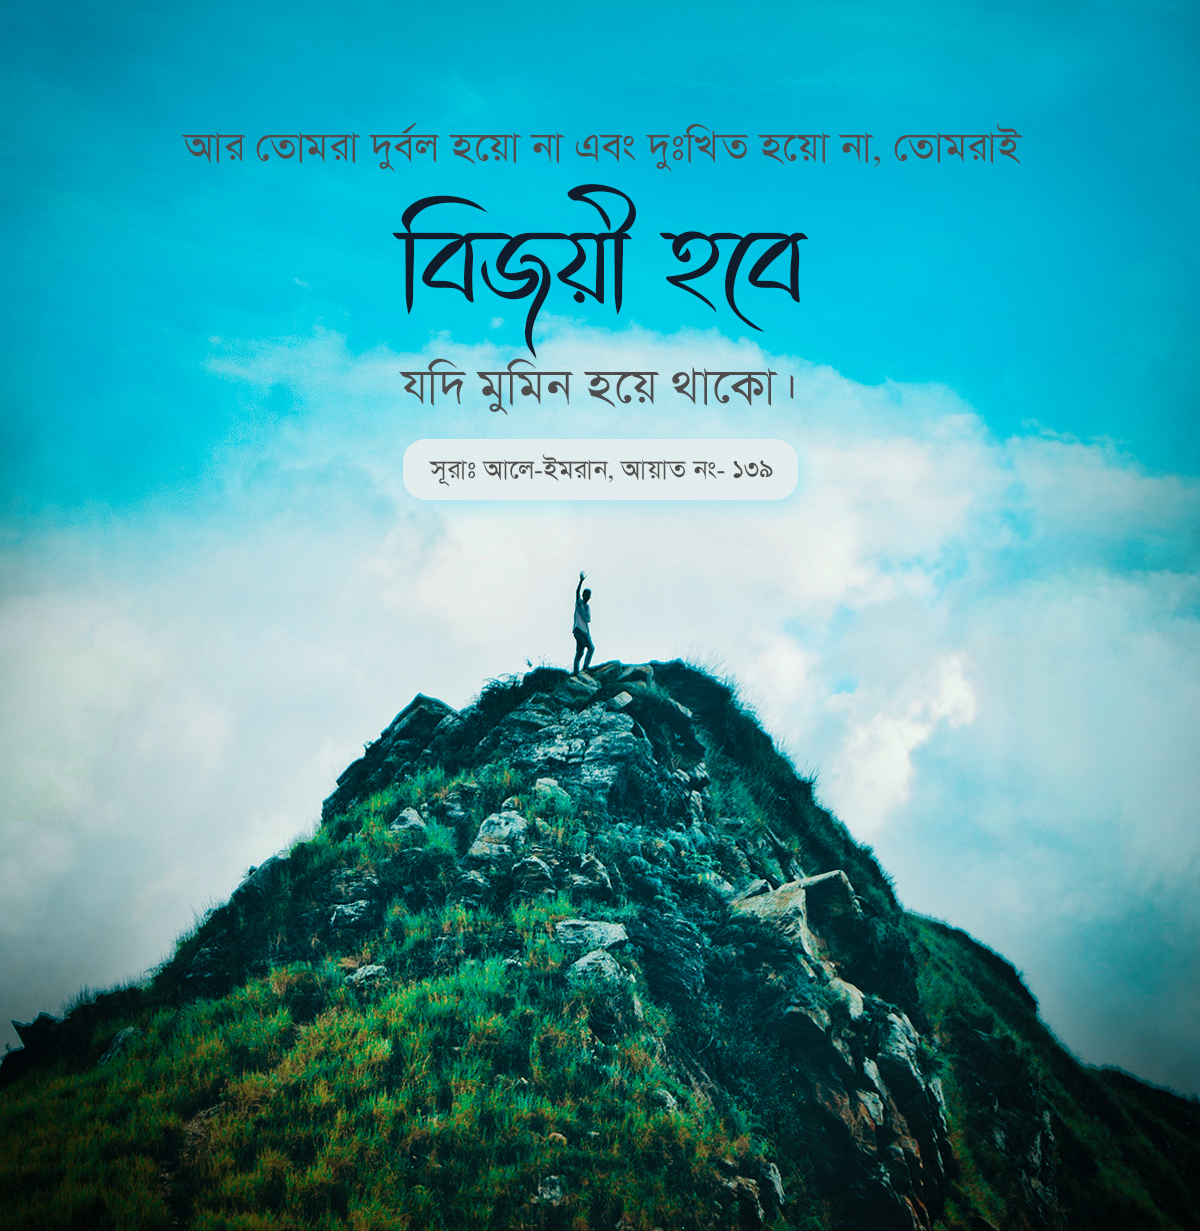 আর তোমরা দুর্বল হয়ো না এবং দুঃখিত হয়ো না, তোমরাই
বিজয়ী হবে
যদি মুমিন হয়ে থাকো।
সূরাঃ আলে-ইমরান, আয়াত নং- ১৩৯